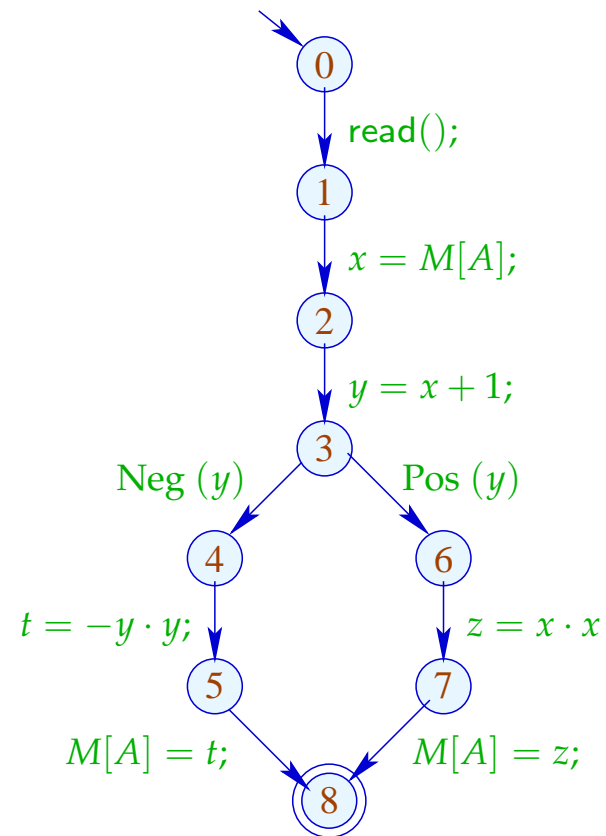 0
read();
1
x = M[A];
2
y = x + 1;
3
Neg (y) Pos (y)
4 6
t = −y · y; z = x · x
5 7
M[A] = t; M[A] = z;
8